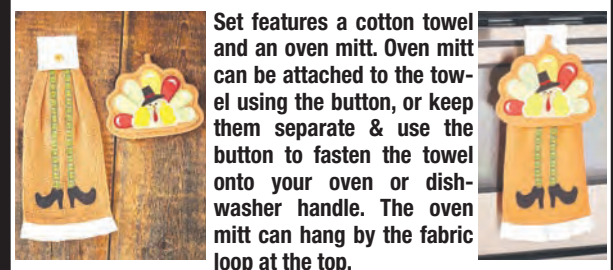 Set features a cotton towel
and an oven mitt. Oven mitt
can be attached to the tow-
el using the button, or keep
them separate & use the
button to fasten the towel
onto your oven or dish-
washer handle. The oven
mitt can hang by the fabric
loop at the top.